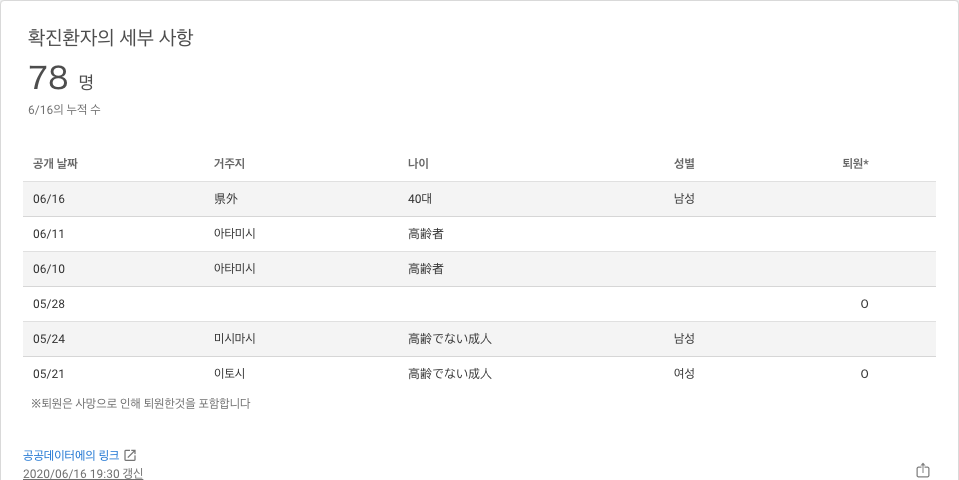 확진환자의 세부 사항
78 명
6/16의 누적 수
공개 날짜 거주지 나이 성별 퇴원*
06/16 県外 40대 남성
06/11 아타미시 高齢者
06/10 아타미시 高齢者
05/28 O
05/24 미시마시 高齢でない成人 남성
05/21 이토시 高齢でない成人 여성 O
※퇴원은 사망으로 인해 퇴원한것을 포함합니다
공공데이터에의 링크
2020/06/16 19:30 갱신